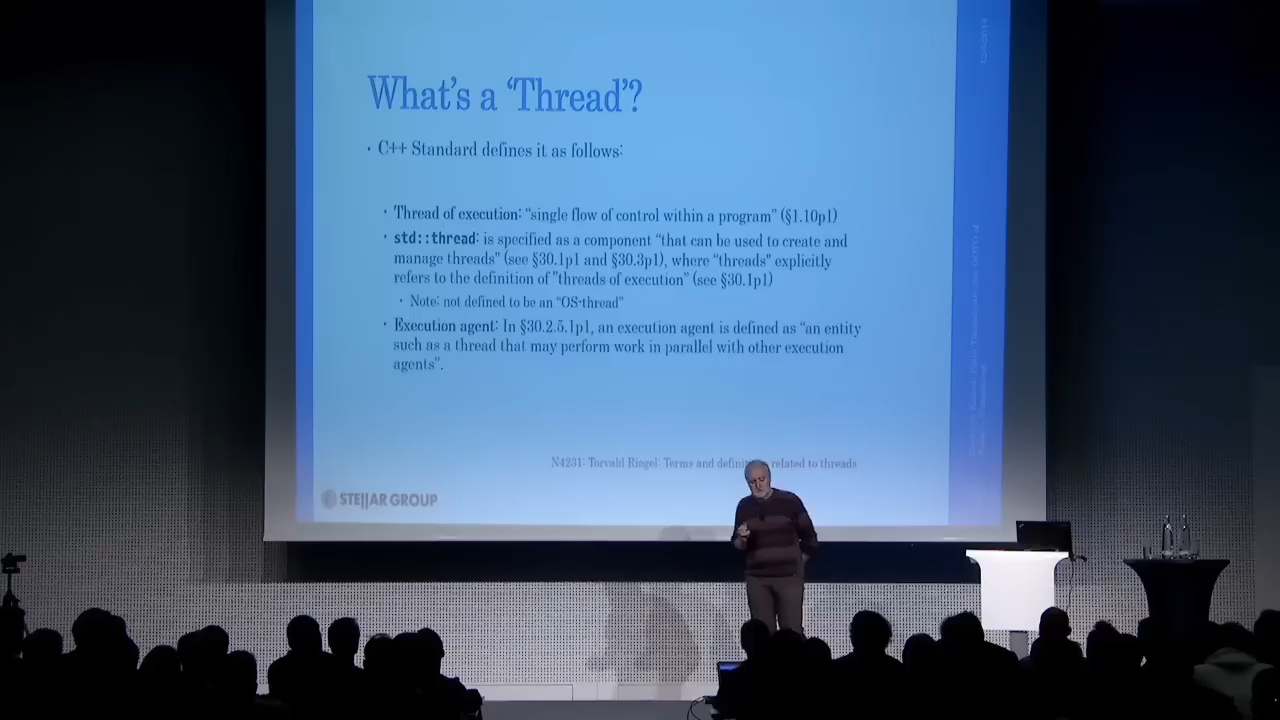 What's a 'Thread'?
• C++ Standard defines it as follows:
• Thread of execution: "single flow of control within a program" (§1.10p1)
• std::thread: is specified as a component "that can be used to create and
manage threads" (see §30.1p1 and §30.3p1), where "threads" explicitly
refers to the definition of "threads of execution" (see §30.1p1)
• Note: not defined to be an "OS-thread"
• Execution agent: In §30.2.5.1p1, an execution agent is defined as "an entity
such as a thread that may perform work in parallel with other execution
agents".
N4231: Torvald Riegel: Terms and related to threads
STE||AR GROUP